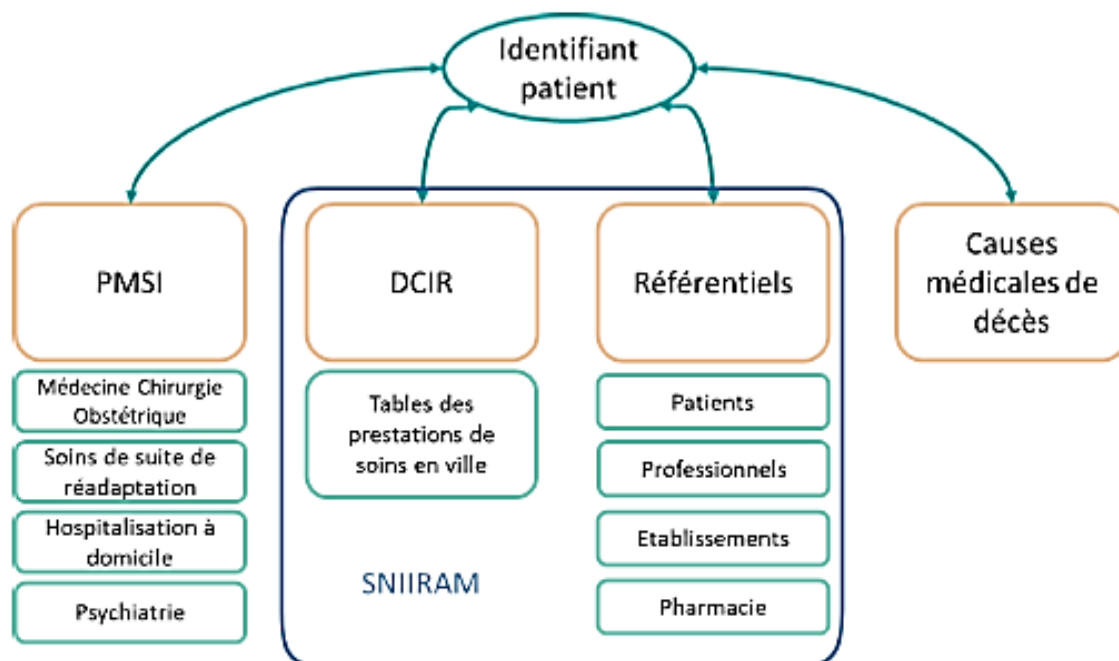 Identifiant
patient
PMSI
DCIR
Référentiels
Causes
médicales de
décès
Médecine Chirurgie
Obstétrique
Soins de suite de
réadaptation
Hospitalisation à
domicile
Psychiatrie
Tables des
prestations de
soins en ville
SNIIRAM
Patients
Professionnels
Etablissements
Pharmacie